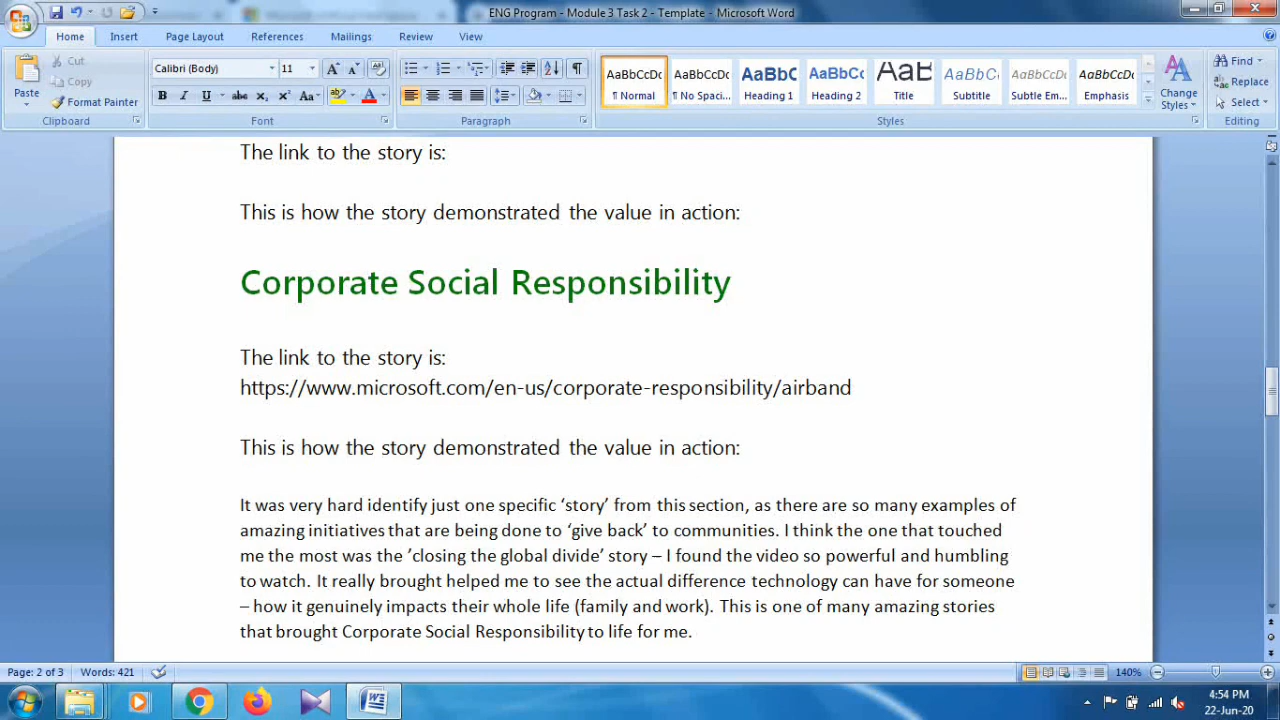 ENG Program - Module 3 Task 2 - Template - Microsoft Word
Home Insert Page Layout References Mailings Review View
Paste
Cut
Copy
Format Painter
Clipboard
Calibri (Body) 11
Font
Paragraph
AaBbCcDc AaBbCcDc AaBbC AaBbCc AaB AaBbCc. AaBbCcDc AaBbCcDc
¶ Normal ¶ No Spaci... Heading 1 Heading 2 Title Subtitle Subtle Em... Emphasis
Change Styles
Styles
Find
Replace
Select
Editing
The link to the story is:
This is how the story demonstrated the value in action:
Corporate Social Responsibility
The link to the story is:
https://www.microsoft.com/en-us/corporate-responsibility/airband
This is how the story demonstrated the value in action:
It was very hard identify just one specific ‘story’ from this section, as there are so many examples of
amazing initiatives that are being done to ‘give back’ to communities. I think the one that touched
me the most was the ’closing the global divide’ story – I found the video so powerful and humbling
to watch. It really brought helped me to see the actual difference technology can have for someone
– how it genuinely impacts their whole life (family and work). This is one of many amazing stories
that brought Corporate Social Responsibility to life for me.
Page: 2 of 3 Words: 421 140%
4:54 PM
22-Jun-20